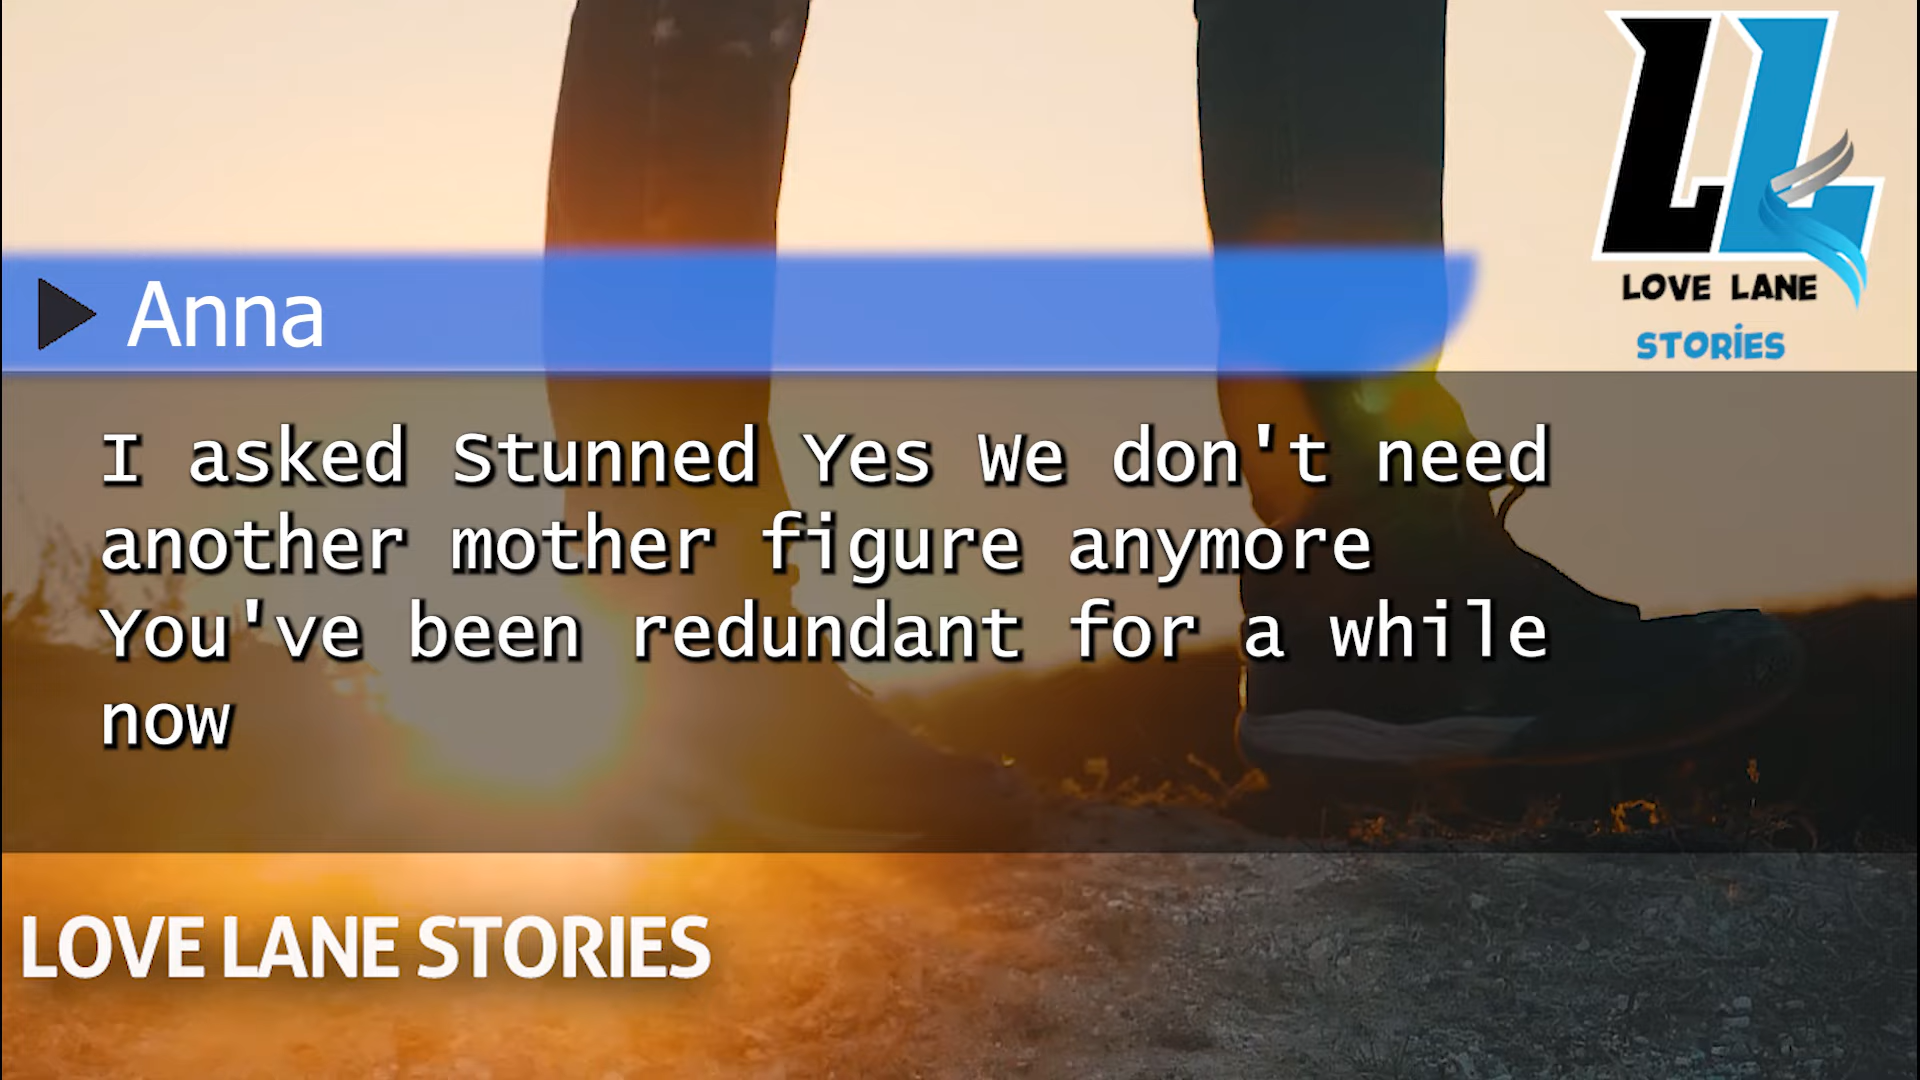 LL
LOVE LANE
STORIES
Anna
I asked Stunned Yes We don't need
another mother figure anymore
You've been redundant for a while
now
LOVE LANE STORIES